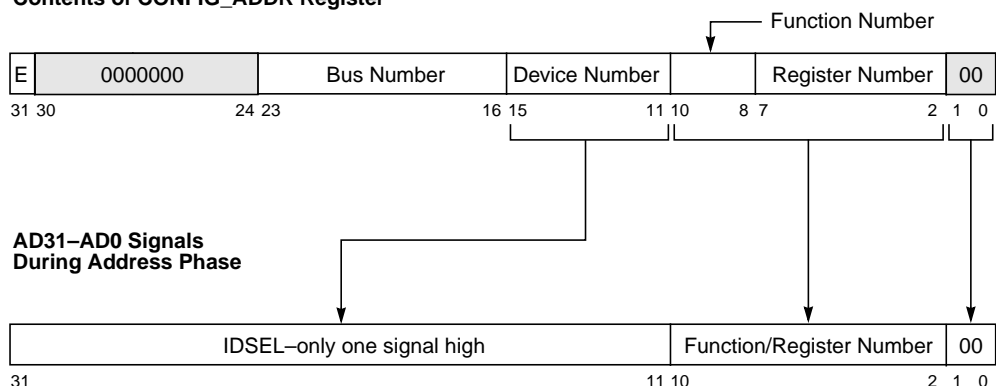 Contents of CONFIG_ADDR Register
Function Number
E 0000000 Bus Number Device Number Register Number 00
31 30 24 23 16 15 11 10 8 7 2 1 0
AD31–AD0 Signals
During Address Phase
IDSEL–only one signal high Function/Register Number 00
31 11 10 2 1 0